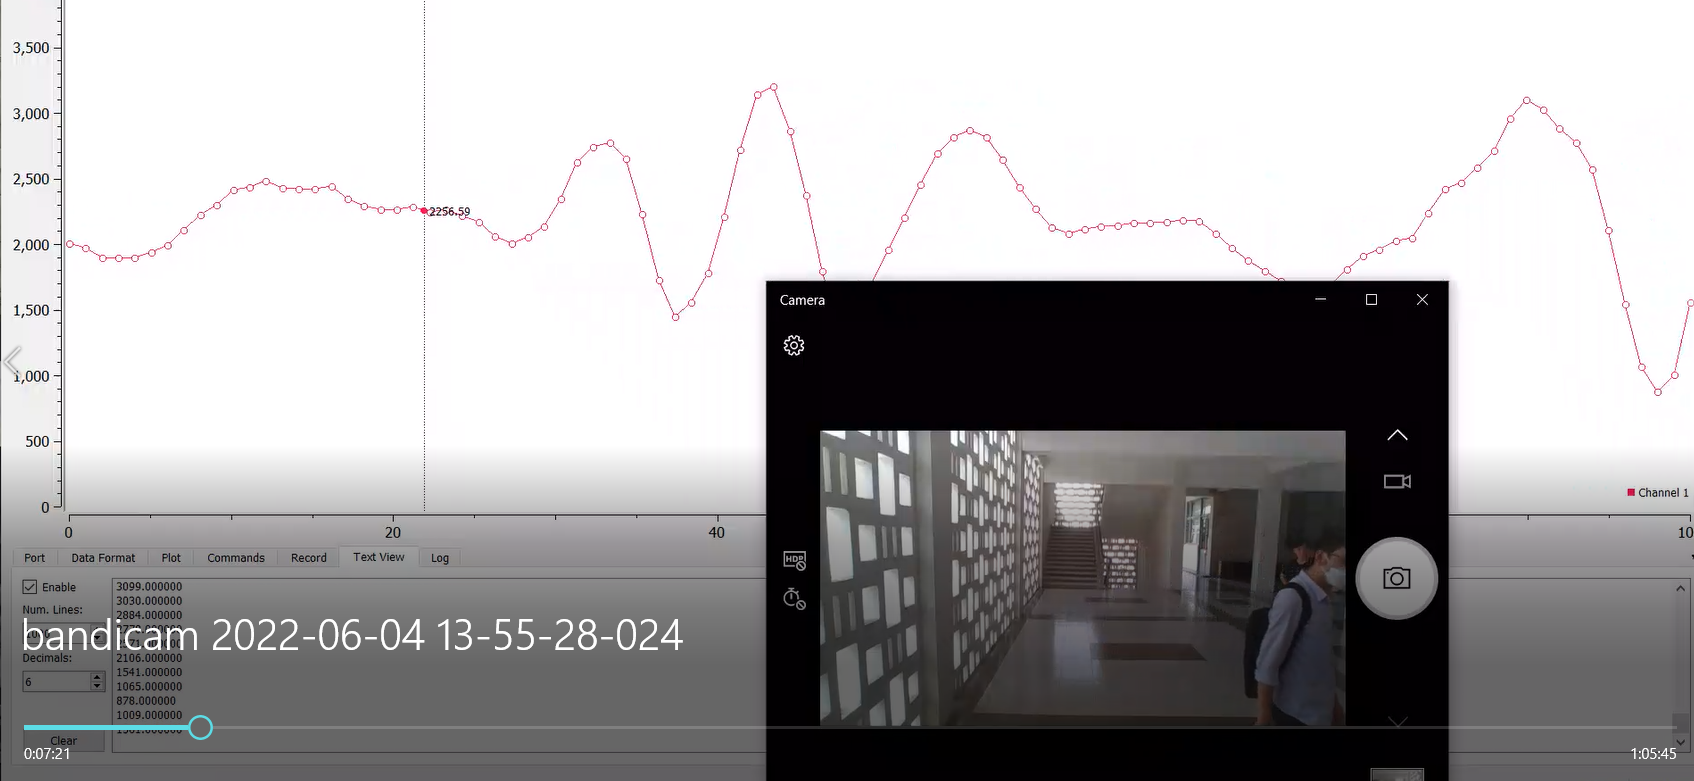 3,500
3,000
2,500
2,000
1,500
1,000
500
0
2256.59
Channel 1
0 20 40 10
Camera
HDR
Port Data Format Plot Commands Record Text View Log
Enable
Num. Lines:
Decimals:
6
Clear
3099.000000
3030.000000
2884.000000
2106.000000
1541.000000
1065.000000
878.000000
1009.000000
bandicam 2022-06-04 13-55-28-024
0:07:21
1:05:45